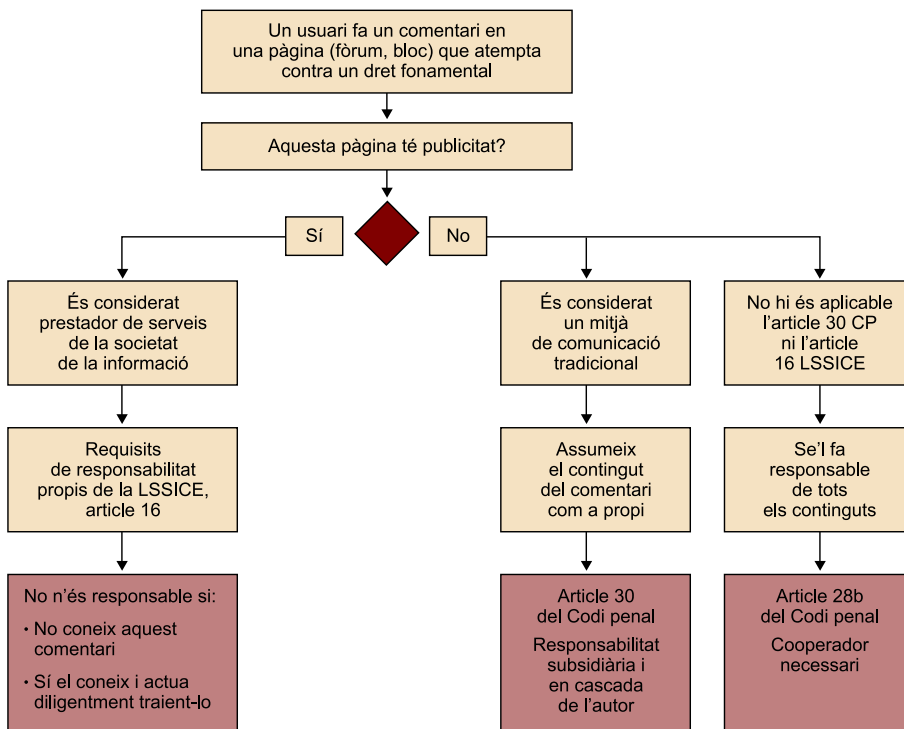 Un usuari fa un comentari en
una pàgina (fòrum, bloc) que atempta
contra un dret fonamental
Aquesta pàgina té publicitat?
Sí
No
És considerat
prestador de serveis
de la societat
de la informació
És considerat
un mitjà
de comunicació
tradicional
No hi és aplicable
l’article 30 CP
ni l’article
16 LSSICE
Requisits
de responsabilitat
propis de la LSSICE,
article 16
Assumeix
el contingut
del comentari
com a propi
Se’l fa
responsable
de tots
els continguts
No n’és responsable si:
· No coneix aquest
comentari
· Sí el coneix i actua
diligentment traient-lo
Article 30
del Codi penal
Responsabilitat
subsidiària i
en cascada
de l’autor
Article 28b
del Codi penal
Cooperador
necessari